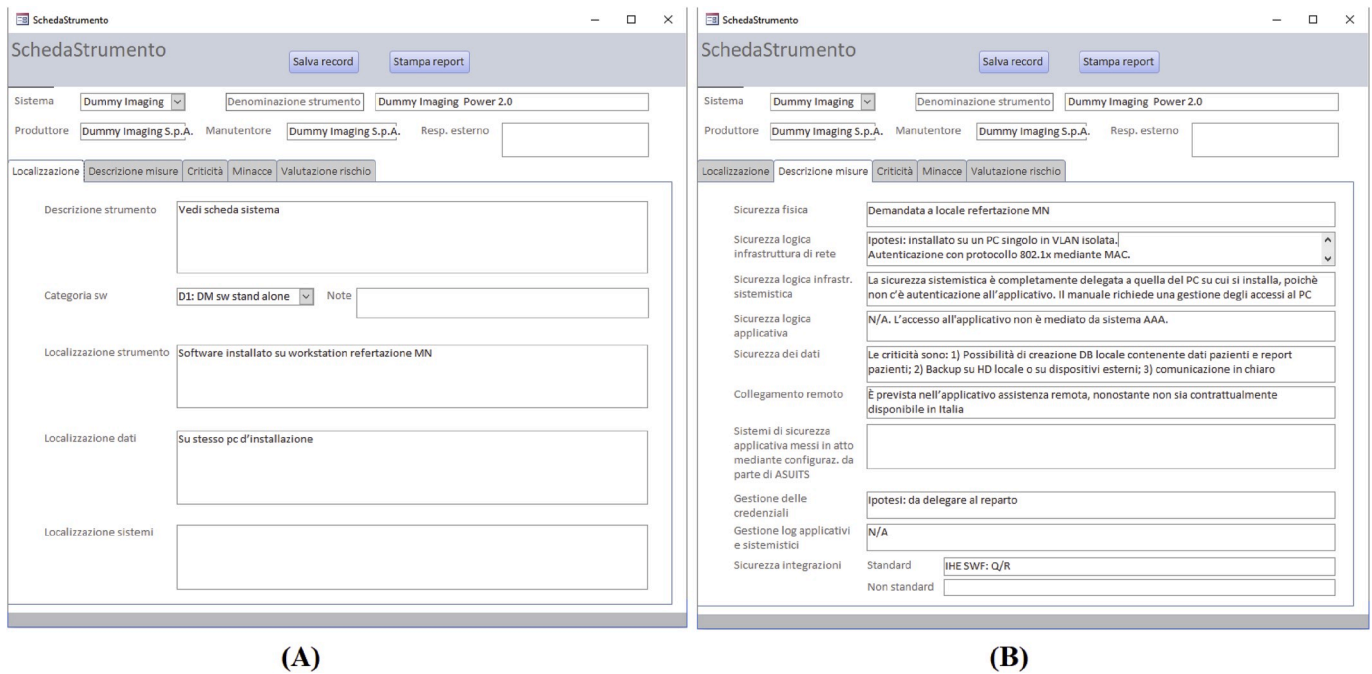 SchedaStrumento
SchedaStrumento
Salva record
Stampa report
Sistema
Dummy Imaging
Denominazione strumento
Dummy Imaging Power 2.0
Produttore
Dummy Imaging S.p.A.
Manutentore
Dummy Imaging S.p.A.
Resp. esterno
Localizzazione
Descrizione misure
Criticità
Minacce
Valutazione rischio
Descrizione strumento
Vedi scheda sistema
Categoria sw
D1: DM sw stand alone
Note
Localizzazione strumento
Software installato su workstation refertazione MN
Localizzazione dati
Su stesso pc d'installazione
Localizzazione sistemi
(A)
SchedaStrumento
SchedaStrumento
Salva record
Stampa report
Sistema
Dummy Imaging
Denominazione strumento
Dummy Imaging Power 2.0
Produttore
Dummy Imaging S.p.A.
Manutentore
Dummy Imaging S.p.A.
Resp. esterno
Localizzazione
Descrizione misure
Criticità
Minacce
Valutazione rischio
Sicurezza fisica
Demandata a locale refertazione MN
Sicurezza logica
infrastruttura di rete
Ipotesi: installato su un PC singolo in VLAN isolata.
Autenticazione con protocollo 802.1x mediante MAC.
Sicurezza logica infrastr.
sistemistica
La sicurezza sistemistica è completamente delegata a quella del PC su cui si installa, poichè
non c'è autenticazione all'applicativo. Il manuale richiede una gestione degli accessi al PC
Sicurezza logica
applicativa
N/A. L'accesso all'applicativo non è mediato da sistema AAA.
Sicurezza dei dati
Le criticità sono: 1) Possibilità di creazione DB locale contenente dati pazienti e report
pazienti; 2) Backup su HD locale o su dispositivi esterni; 3) comunicazione in chiaro
Collegamento remoto
È prevista nell'applicativo assistenza remota, nonostante non sia contrattualmente
disponibile in Italia
Sistemi di sicurezza
applicativa messi in atto
mediante configuraz. da
parte di ASUITS
Gestione delle
credenziali
Ipotesi: da delegare al reparto
Gestione log applicativi
e sistemistici
N/A
Sicurezza integrazioni
Standard
IHE SWF: Q/R
Non standard
(B)